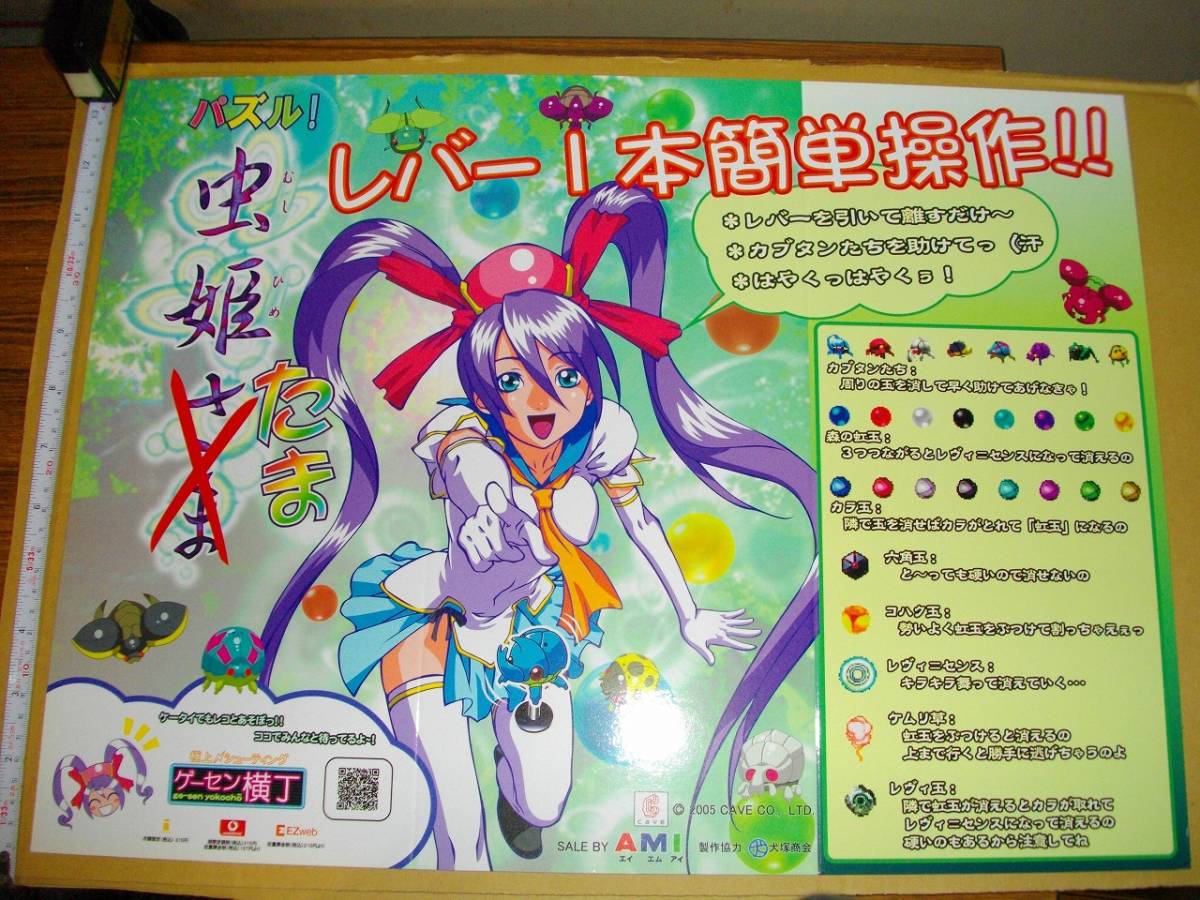 パズル!
虫姫さまたま
むし ひめ
レバー1本簡単操作!!
*レバーを引いて離すだけ〜
*カブタンたちを助けてっ(汗
*はやくっはやくぅ!
カブタンたち:
周りの玉を消して早く助けてあげなきゃ!
森の虹玉:
3つつながるとレヴィ=センスになって消えるの
カラ玉:
隣で玉を消せばカラがとれて「虹玉」になるの
六角玉:
と〜っても硬いので消せないの
コハク玉:
勢いよく虹玉をぶつけて割っちゃえぇっ
レヴィ=センス:
キラキラ舞って消えていく…
ケムリ草:
虹玉をぶつけると消えるの
上まで行くと勝手に逃げちゃうのよ
レヴィ玉:
隣で虹玉が消えるとカラが取れて
レヴィ=センスになって消えるの
硬いのもあるから注意してね
ケータイでもレコとあそぼっ!!
ココでみんなと待ってるよ~!
極上〆シューティング
ゲーセン横丁
ge-sen yokochō
vodafone
EZweb
CAVE
© 2005 CAVE CO., LTD.
SALE BY AMI
エイ エム アイ
製作協力 犬塚商会